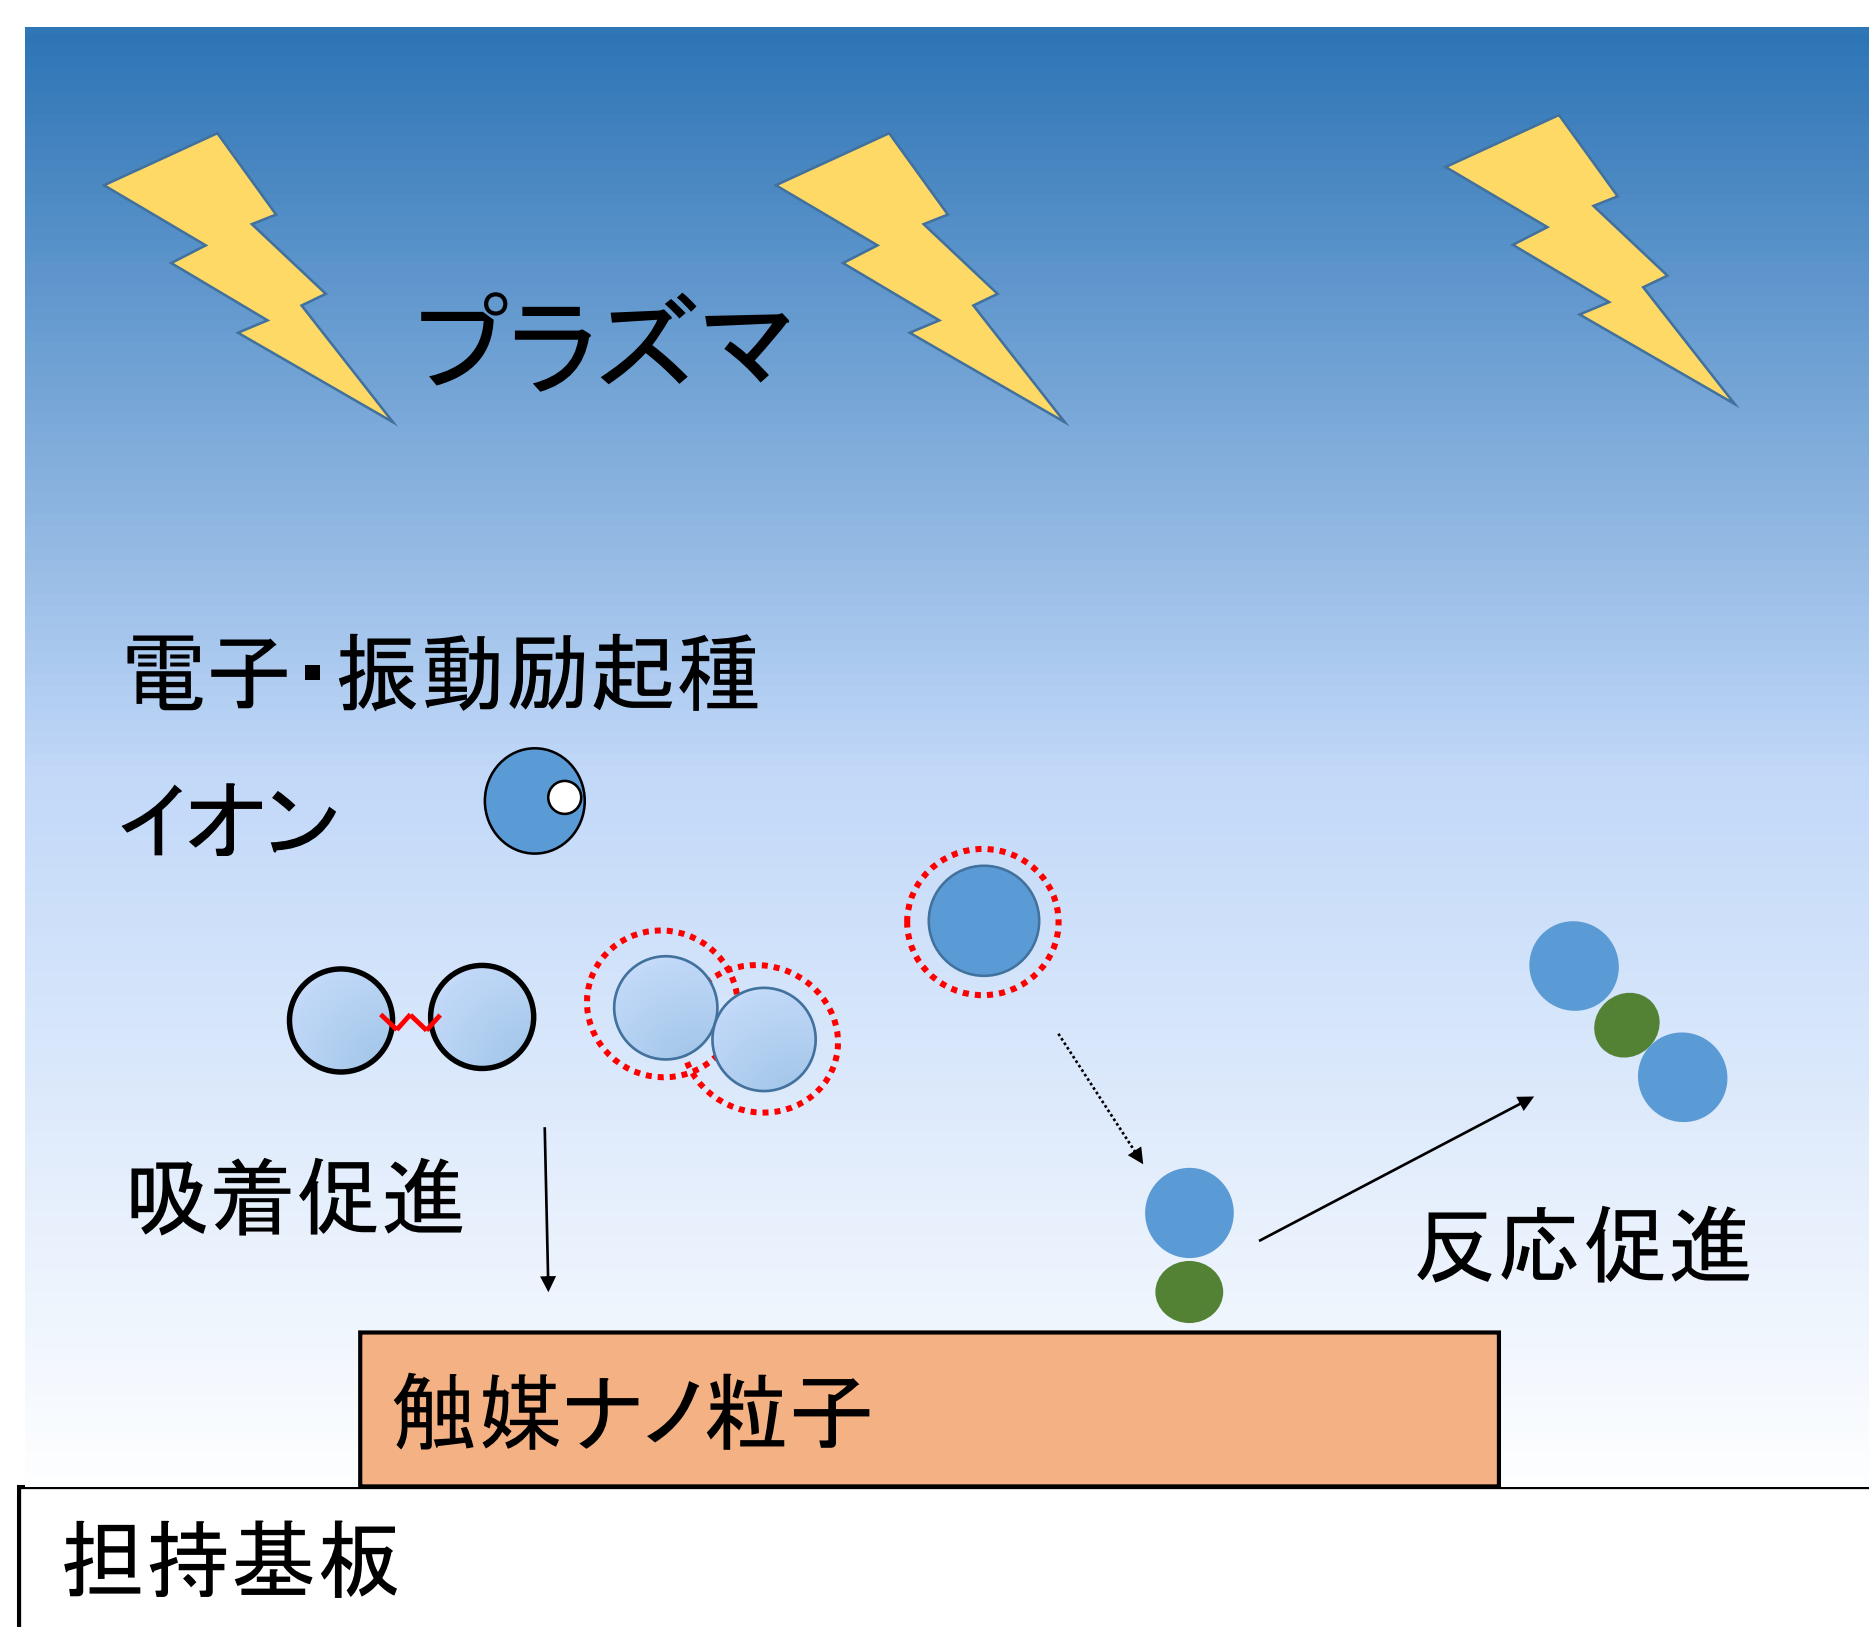 プラズマ
電子・振動励起種
イオン
吸着促進
反応促進
触媒ナノ粒子
担持基板